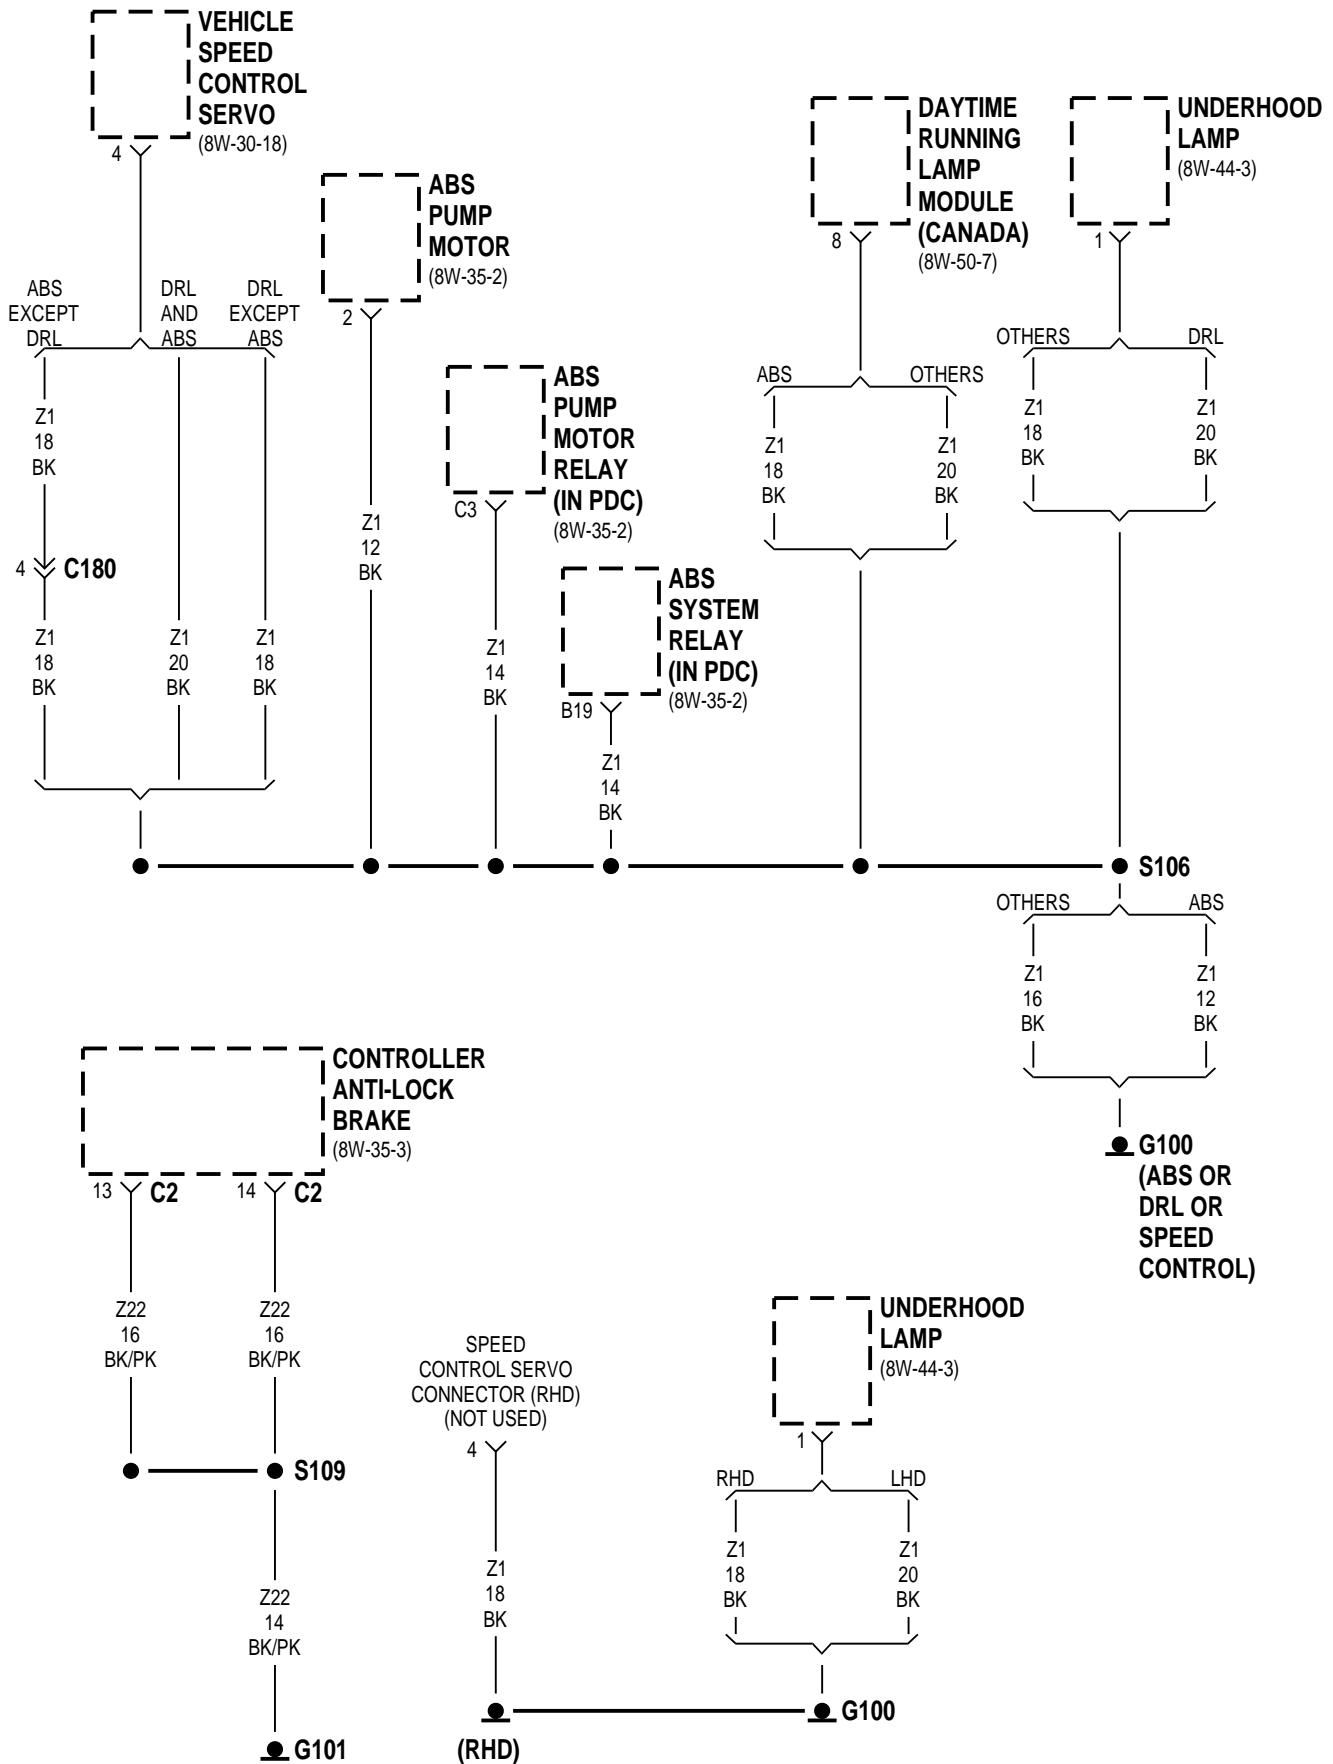 VEHICLE
SPEED
CONTROL
SERVO
(8W-30-18)
4
ABS
PUMP
MOTOR
(8W-35-2)
2
DAYTIME
RUNNING
LAMP
MODULE
(CANADA)
(8W-50-7)
8
UNDERHOOD
LAMP
(8W-44-3)
1
ABS
EXCEPT
DRL
DRL
AND
ABS
DRL
EXCEPT
ABS
Z1
18
BK
4
C180
Z1
18
BK
Z1
20
BK
Z1
18
BK
Z1
12
BK
ABS
PUMP
MOTOR
RELAY
(IN PDC)
(8W-35-2)
C3
Z1
14
BK
ABS
SYSTEM
RELAY
(IN PDC)
(8W-35-2)
B19
Z1
14
BK
ABS
OTHERS
Z1
18
BK
Z1
20
BK
OTHERS
DRL
Z1
18
BK
Z1
20
BK
S106
OTHERS
ABS
Z1
16
BK
Z1
12
BK
G100
(ABS OR
DRL OR
SPEED
CONTROL)
CONTROLLER
ANTI-LOCK
BRAKE
(8W-35-3)
13
C2
14
C2
Z22
16
BK/PK
Z22
16
BK/PK
S109
Z22
14
BK/PK
G101
SPEED
CONTROL SERVO
CONNECTOR (RHD)
(NOT USED)
4
Z1
18
BK
(RHD)
UNDERHOOD
LAMP
(8W-44-3)
1
RHD
LHD
Z1
18
BK
Z1
20
BK
G100